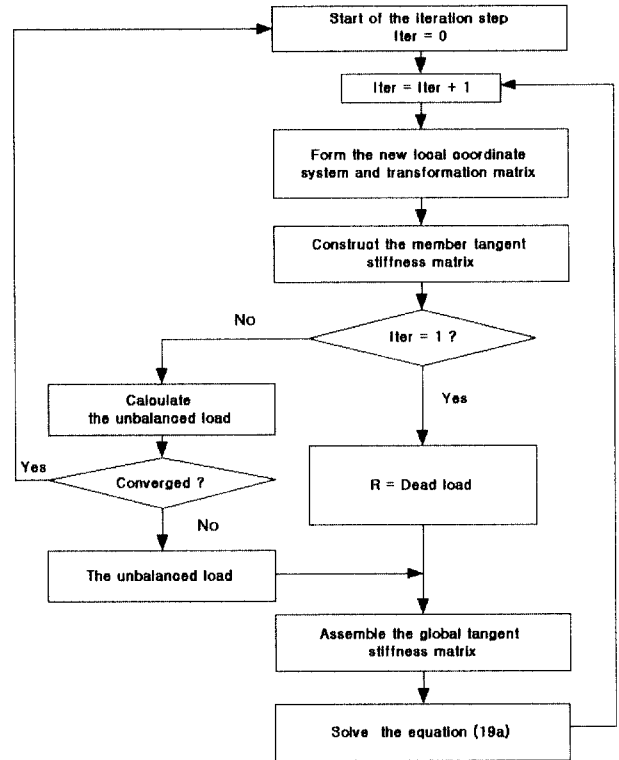 Start of the iteration step
Iter = 0
Iter = Iter + 1
Form the new local coordinate
system and transformation matrix
Construct the member tangent
stiffness matrix
Iter = 1 ?
No
Yes
Calculate
the unbalanced load
R = Dead load
Converged ?
Yes
No
The unbalanced load
Assemble the global tangent
stiffness matrix
Solve the equation (19a)